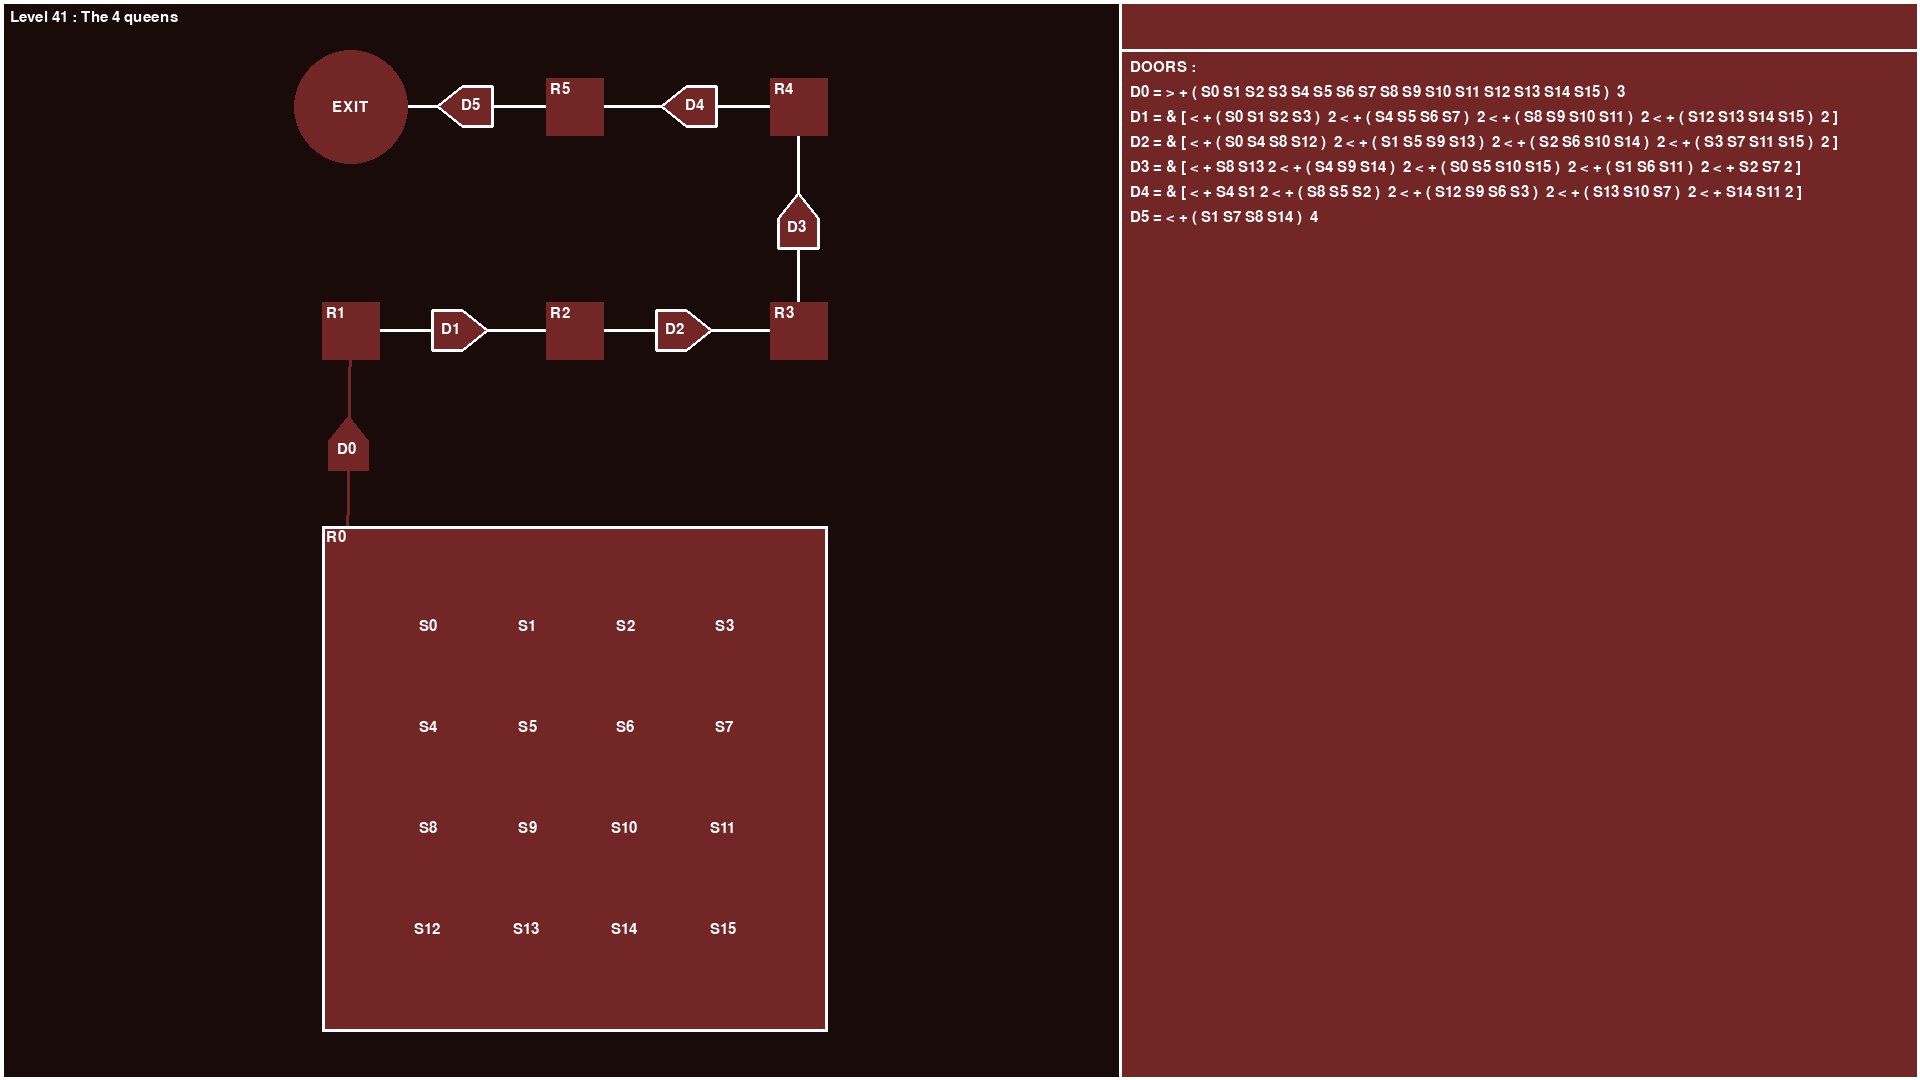 Level 41 : The 4 queens
EXIT
D5
R5
D4
R4
D3
R1
D1
R2
D2
R3
D0
R0
S0 S1 S2 S3
S4 S5 S6 S7
S8 S9 S10 S11
S12 S13 S14 S15
DOORS :
D0 = > + ( S0 S1 S2 S3 S4 S5 S6 S7 S8 S9 S10 S11 S12 S13 S14 S15 ) 3
D1 = & [ < + ( S0 S1 S2 S3 ) 2 < + ( S4 S5 S6 S7 ) 2 < + ( S8 S9 S10 S11 ) 2 < + ( S12 S13 S14 S15 ) 2 ]
D2 = & [ < + ( S0 S4 S8 S12 ) 2 < + ( S1 S5 S9 S13 ) 2 < + ( S2 S6 S10 S14 ) 2 < + ( S3 S7 S11 S15 ) 2 ]
D3 = & [ < + S8 S13 2 < + ( S4 S9 S14 ) 2 < + ( S0 S5 S10 S15 ) 2 < + ( S1 S6 S11 ) 2 < + S2 S7 2 ]
D4 = & [ < + S4 S1 2 < + ( S8 S5 S2 ) 2 < + ( S12 S9 S6 S3 ) 2 < + ( S13 S10 S7 ) 2 < + S14 S11 2 ]
D5 = < + ( S1 S7 S8 S14 ) 4